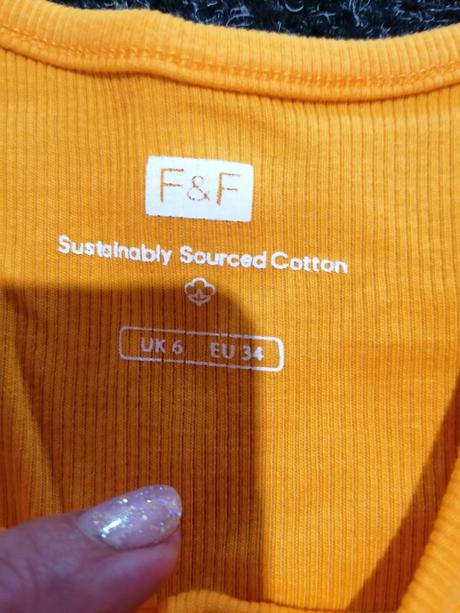 F&F
Sustainably Sourced Cotton
UK 6 EU 34